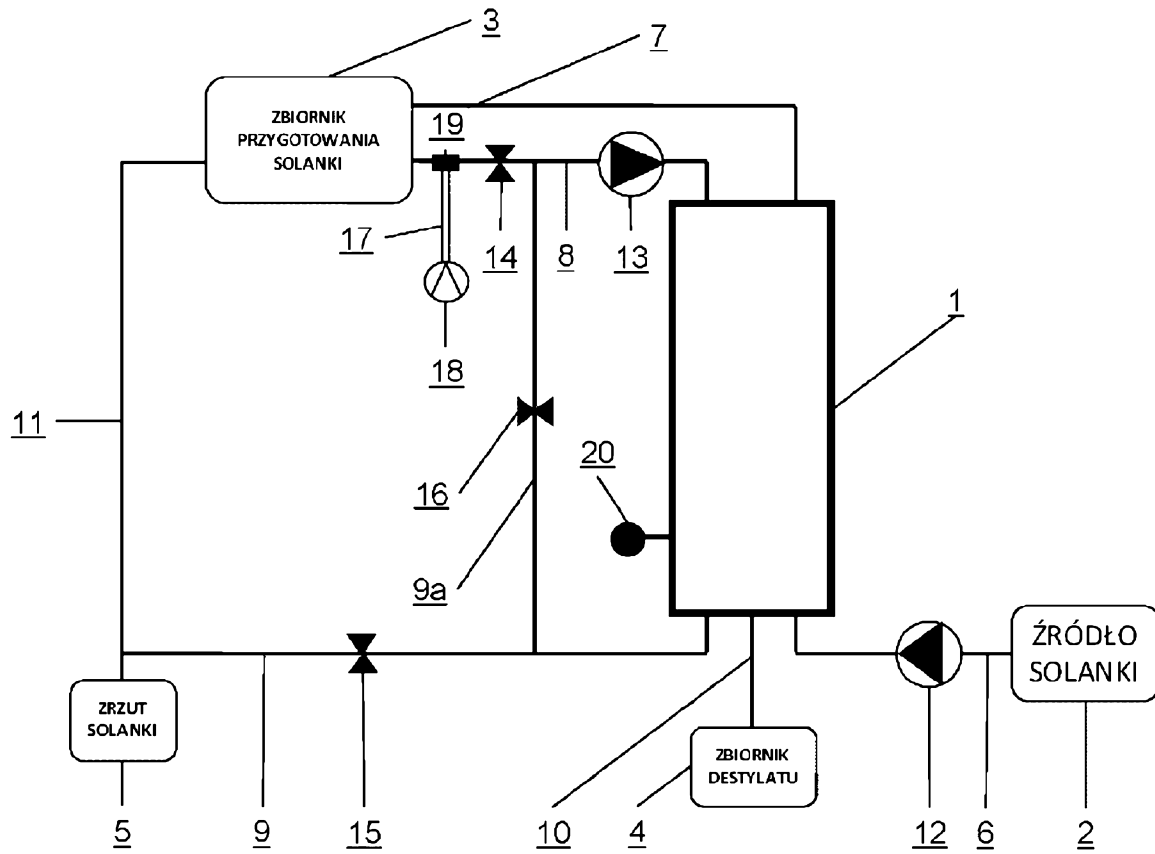 3
7
ZBIORNIK
PRZYGOTOWANIA
SOLANKI
19
17
14
8
13
1
18
11
20
16
9a
ŹRÓDŁO
SOLANKI
ZRZUT
SOLANKI
ZBIORNIK
DESTYLATU
5
9
15
10
4
12
6
2